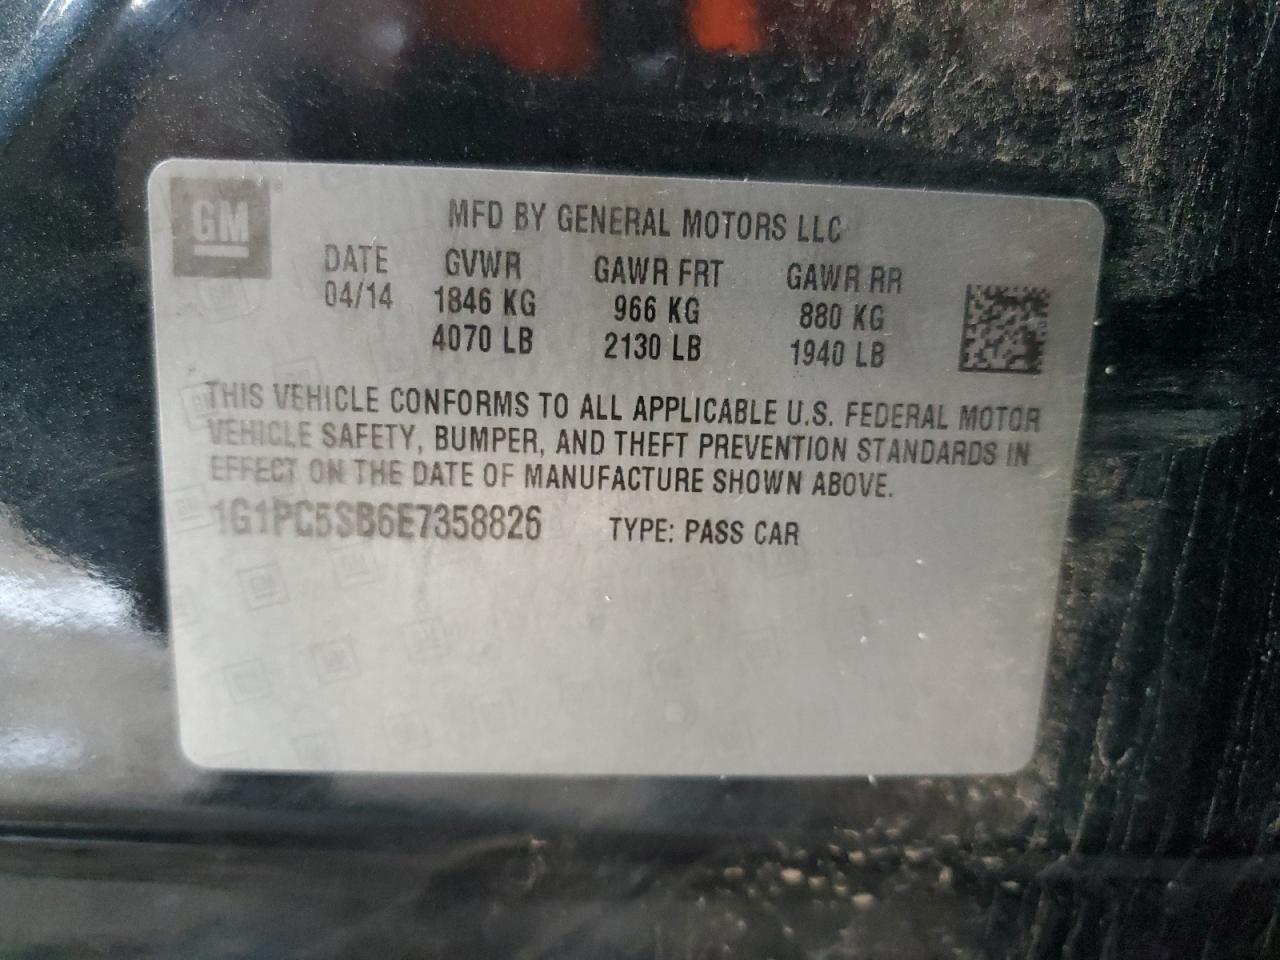 GM
MFD BY GENERAL MOTORS LLC
DATE GVWR GAWR FRT GAWR RR
04/14 1846 KG 966 KG 880 KG
4070 LB 2130 LB 1940 LB
THIS VEHICLE CONFORMS TO ALL APPLICABLE U.S. FEDERAL MOTOR
VEHICLE SAFETY, BUMPER, AND THEFT PREVENTION STANDARDS IN
EFFECT ON THE DATE OF MANUFACTURE SHOWN ABOVE.
1G1PC5SB6E7358826 TYPE: PASS CAR